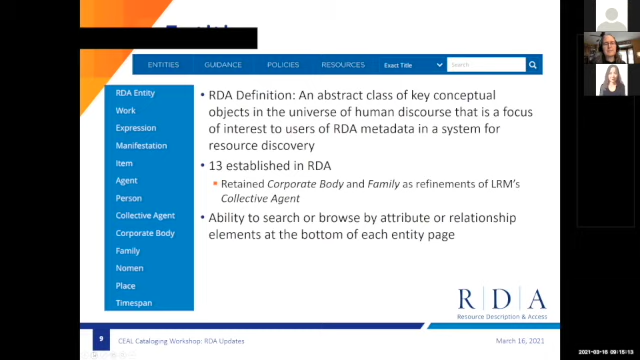 ENTITIES GUIDANCE POLICIES RESOURCES Exact Title Search
RDA Entity
Work
Expression
Manifestation
Item
Agent
Person
Collective Agent
Corporate Body
Family
Nomen
Place
Timespan
• RDA Definition: An abstract class of key conceptual
objects in the universe of human discourse that is a focus
of interest to users of RDA metadata in a system for
resource discovery
• 13 established in RDA
▪ Retained Corporate Body and Family as refinements of LRM's
Collective Agent
• Ability to search or browse by attribute or relationship
elements at the bottom of each entity page
R | D | A
Resource Description & Access
9 CEAL Cataloging Workshop: RDA Updates March 16, 2021
2021-03-16 09:15:13